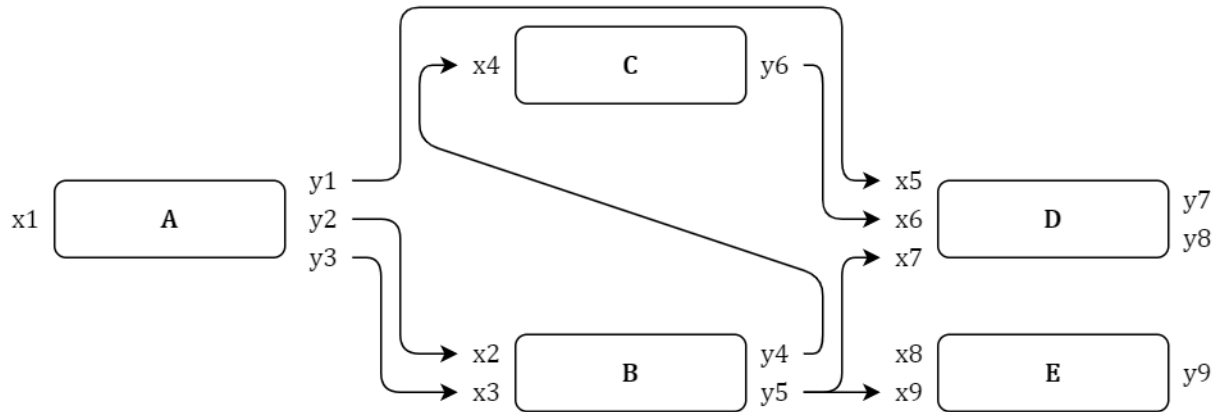 x4 C y6
y1 x5
x1 A y2 x6 D y7
y3 x7 y8
x2 B y4 x8 E
x3 y5 x9 y9